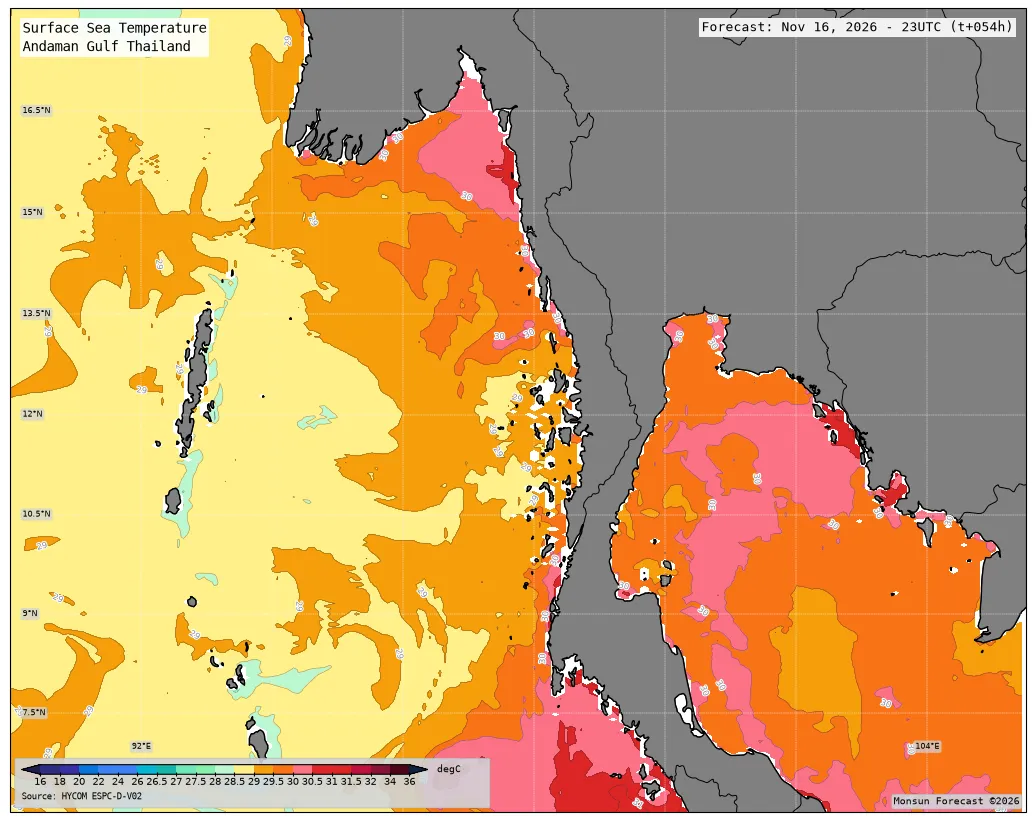 Surface Sea Temperature
Andaman Gulf Thailand
Forecast: Nov 16, 2026 - 23UTC (t+054h)
16.5°N
15°N
13.5°N
12°N
10.5°N
9°N
7.5°N
92°E
104°E
degC
16 18 20 22 24 26 26.5 27 27.5 28 28.5 29 29.5 30 30.5 31 31.5 32 34 36
Source: HYCOM ESPC-D-V02
Monsun Forecast ©2026